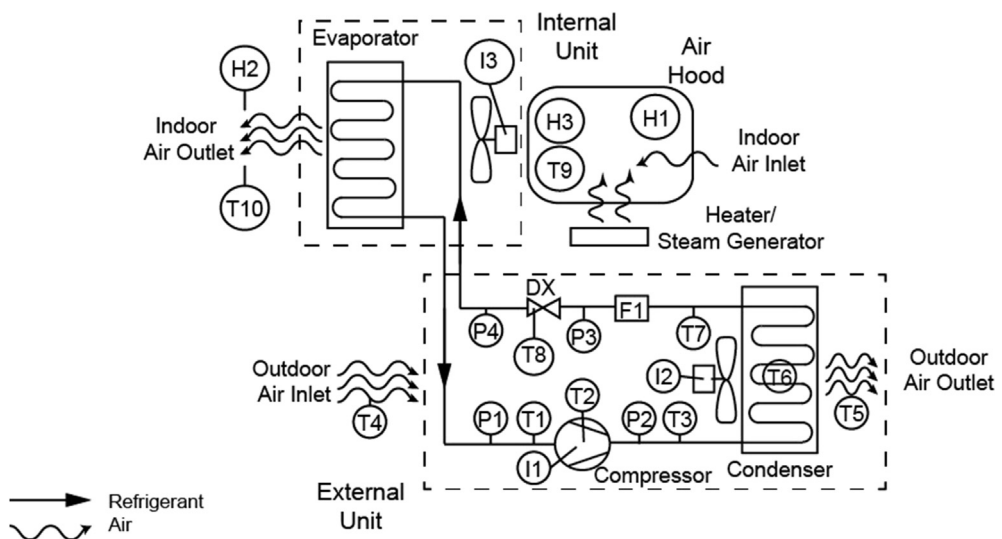 Evaporator
Internal
Unit
Air
Hood
I3
H2
H3
H1
Indoor
Air Outlet
Indoor
Air Inlet
T9
T10
Heater/
Steam Generator
DX
F1
P4
T8
P3
T7
Outdoor
Air Inlet
T4
I2
T6
Outdoor
Air Outlet
T5
P1
T1
T2
P2
T3
I1
Compressor
Condenser
External
Unit
Refrigerant
Air